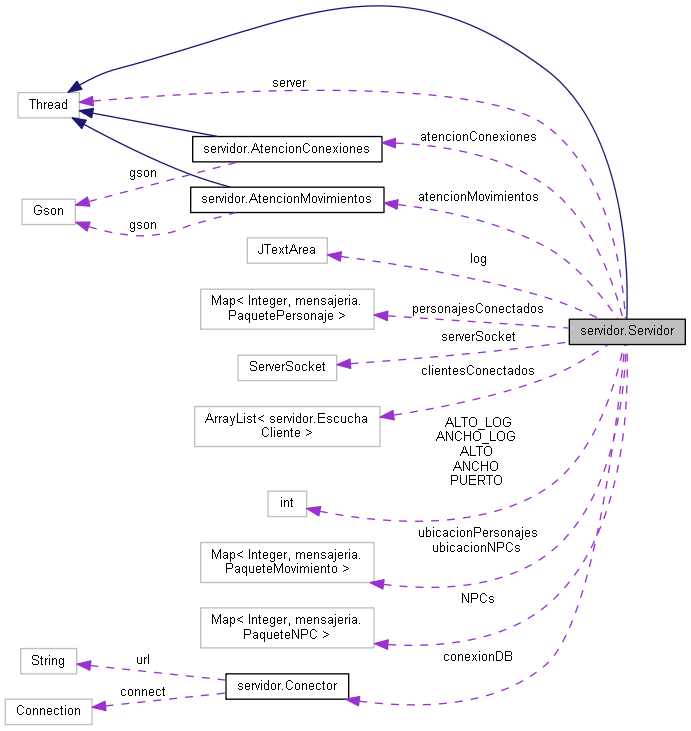 server
Thread
atencionConexiones
servidor.AtencionConexiones
gson
servidor.AtencionMovimientos
atencionMovimientos
Gson
gson
JTextArea
log
Map< Integer, mensajeria.
PaquetePersonaje >
personajesConectados
servidor.Servidor
serverSocket
ServerSocket
clientesConectados
ArrayList< servidor.Escucha
Cliente >
ALTO_LOG
ANCHO_LOG
ALTO
ANCHO
PUERTO
int
ubicacionPersonajes
ubicacionNPCs
Map< Integer, mensajeria.
PaqueteMovimiento >
NPCs
Map< Integer, mensajeria.
PaqueteNPC >
conexionDB
String
url
servidor.Conector
connect
Connection